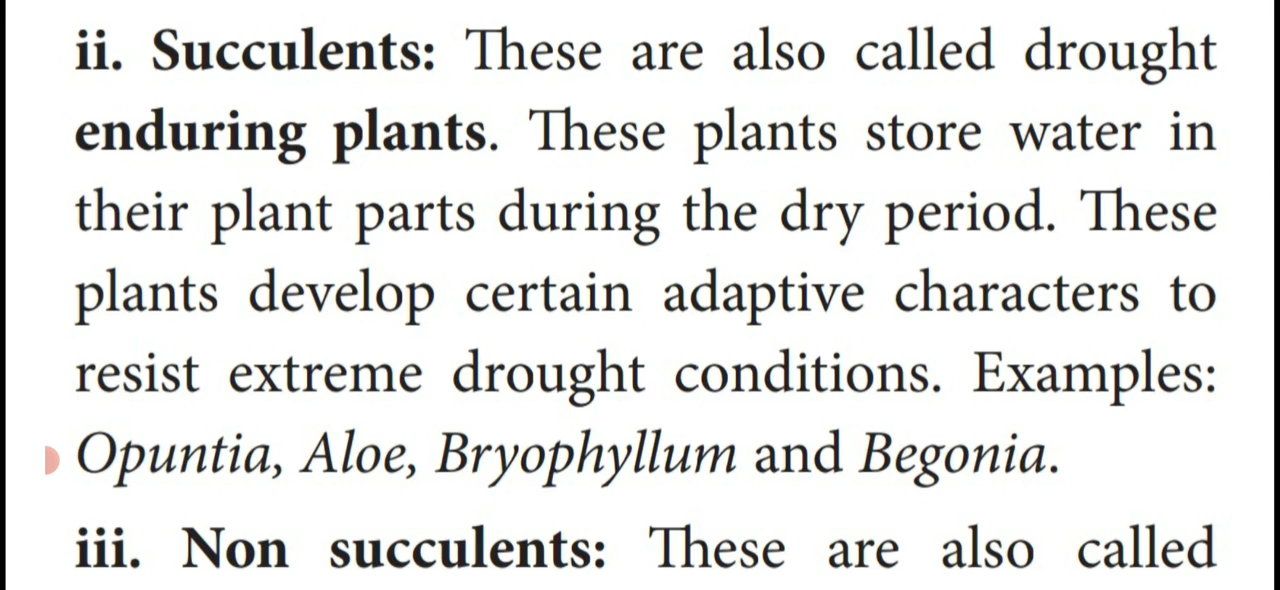 ii. Succulents: These are also called drought
enduring plants. These plants store water in
their plant parts during the dry period. These
plants develop certain adaptive characters to
resist extreme drought conditions. Examples:
Opuntia, Aloe, Bryophyllum and Begonia.
iii. Non succulents: These are also called